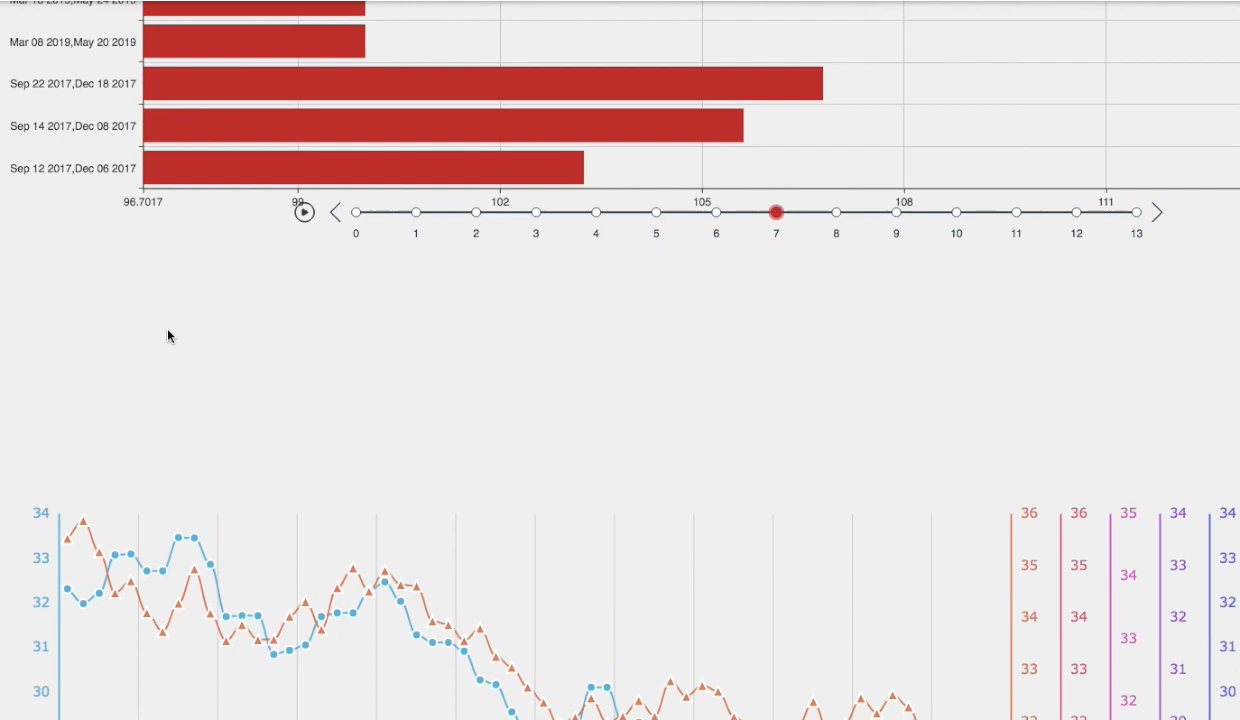 Mar 08 2019,May 20 2019
Sep 22 2017,Dec 18 2017
Sep 14 2017,Dec 08 2017
Sep 12 2017,Dec 06 2017
96.7017 99 102 105 108 111
0 1 2 3 4 5 6 7 8 9 10 11 12 13
34 36 36 35 34 34
33 35 35 34 33 33
32 34 34 33 32 32
31 33 33 32 31 31
30 30